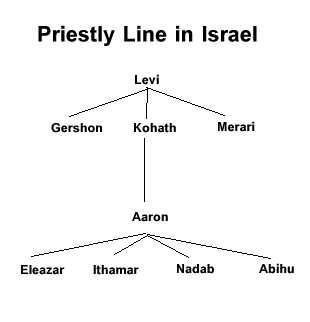 Priestly Line in Israel
Levi
Gershon Kohath Merari
Aaron
Eleazar Ithamar Nadab Abihu